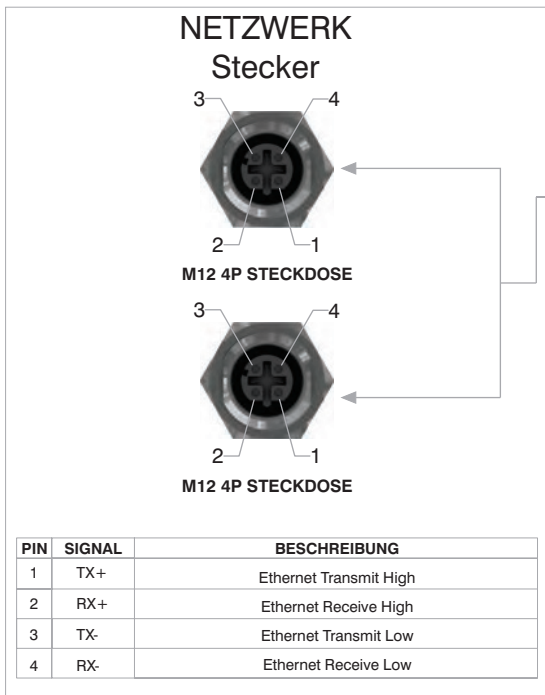 NETZWERK
Stecker
3 4
2 1
M12 4P STECKDOSE
3 4
2 1
M12 4P STECKDOSE
PIN SIGNAL BESCHREIBUNG
1 TX+ Ethernet Transmit High
2 RX+ Ethernet Receive High
3 TX- Ethernet Transmit Low
4 RX- Ethernet Receive Low